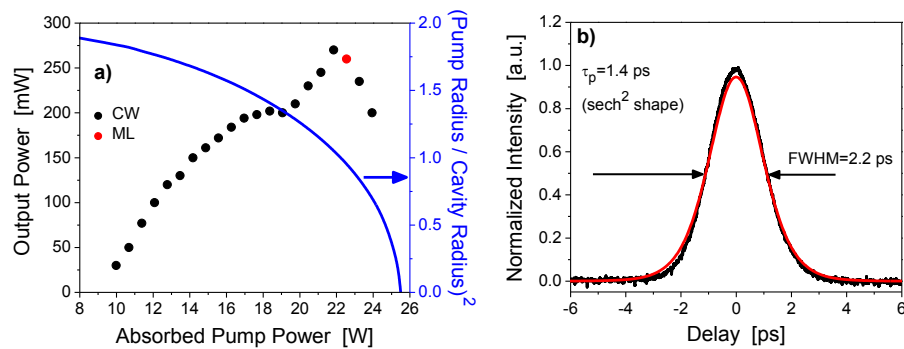 a)
CW
ML
300
250
200
150
100
50
0
Output Power [mW]
8 10 12 14 16 18 20 22 24 26
Absorbed Pump Power [W]
2.0
1.5
1.0
0.5
0.0
(Pump Radius / Cavity Radius)²
b)
τp=1.4 ps
(sech² shape)
FWHM=2.2 ps
1.2
1.0
0.8
0.6
0.4
0.2
0.0
Normalized Intensity [a.u.]
-6 -4 -2 0 2 4 6
Delay [ps]